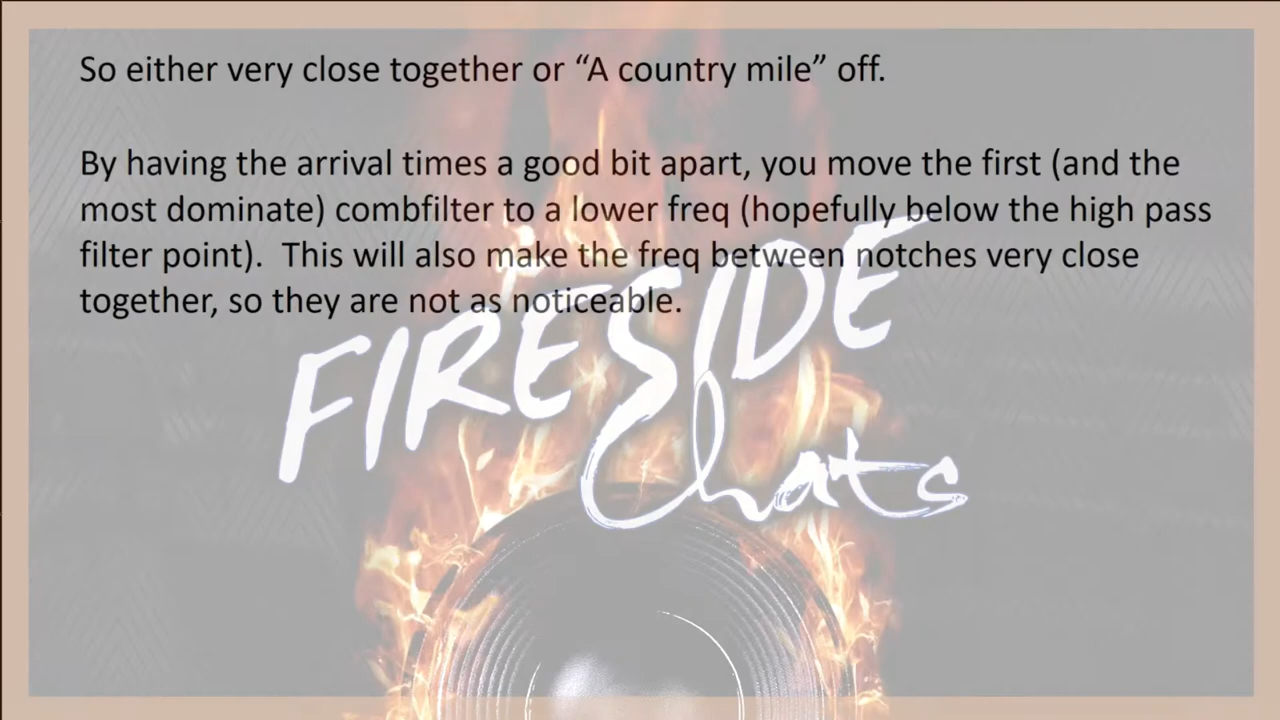 So either very close together or “A country mile” off.
By having the arrival times a good bit apart, you move the first (and the
most dominate) combfilter to a lower freq (hopefully below the high pass
filter point).  This will also make the freq between notches very close
together, so they are not as noticeable.
FIRESIDE
Chats